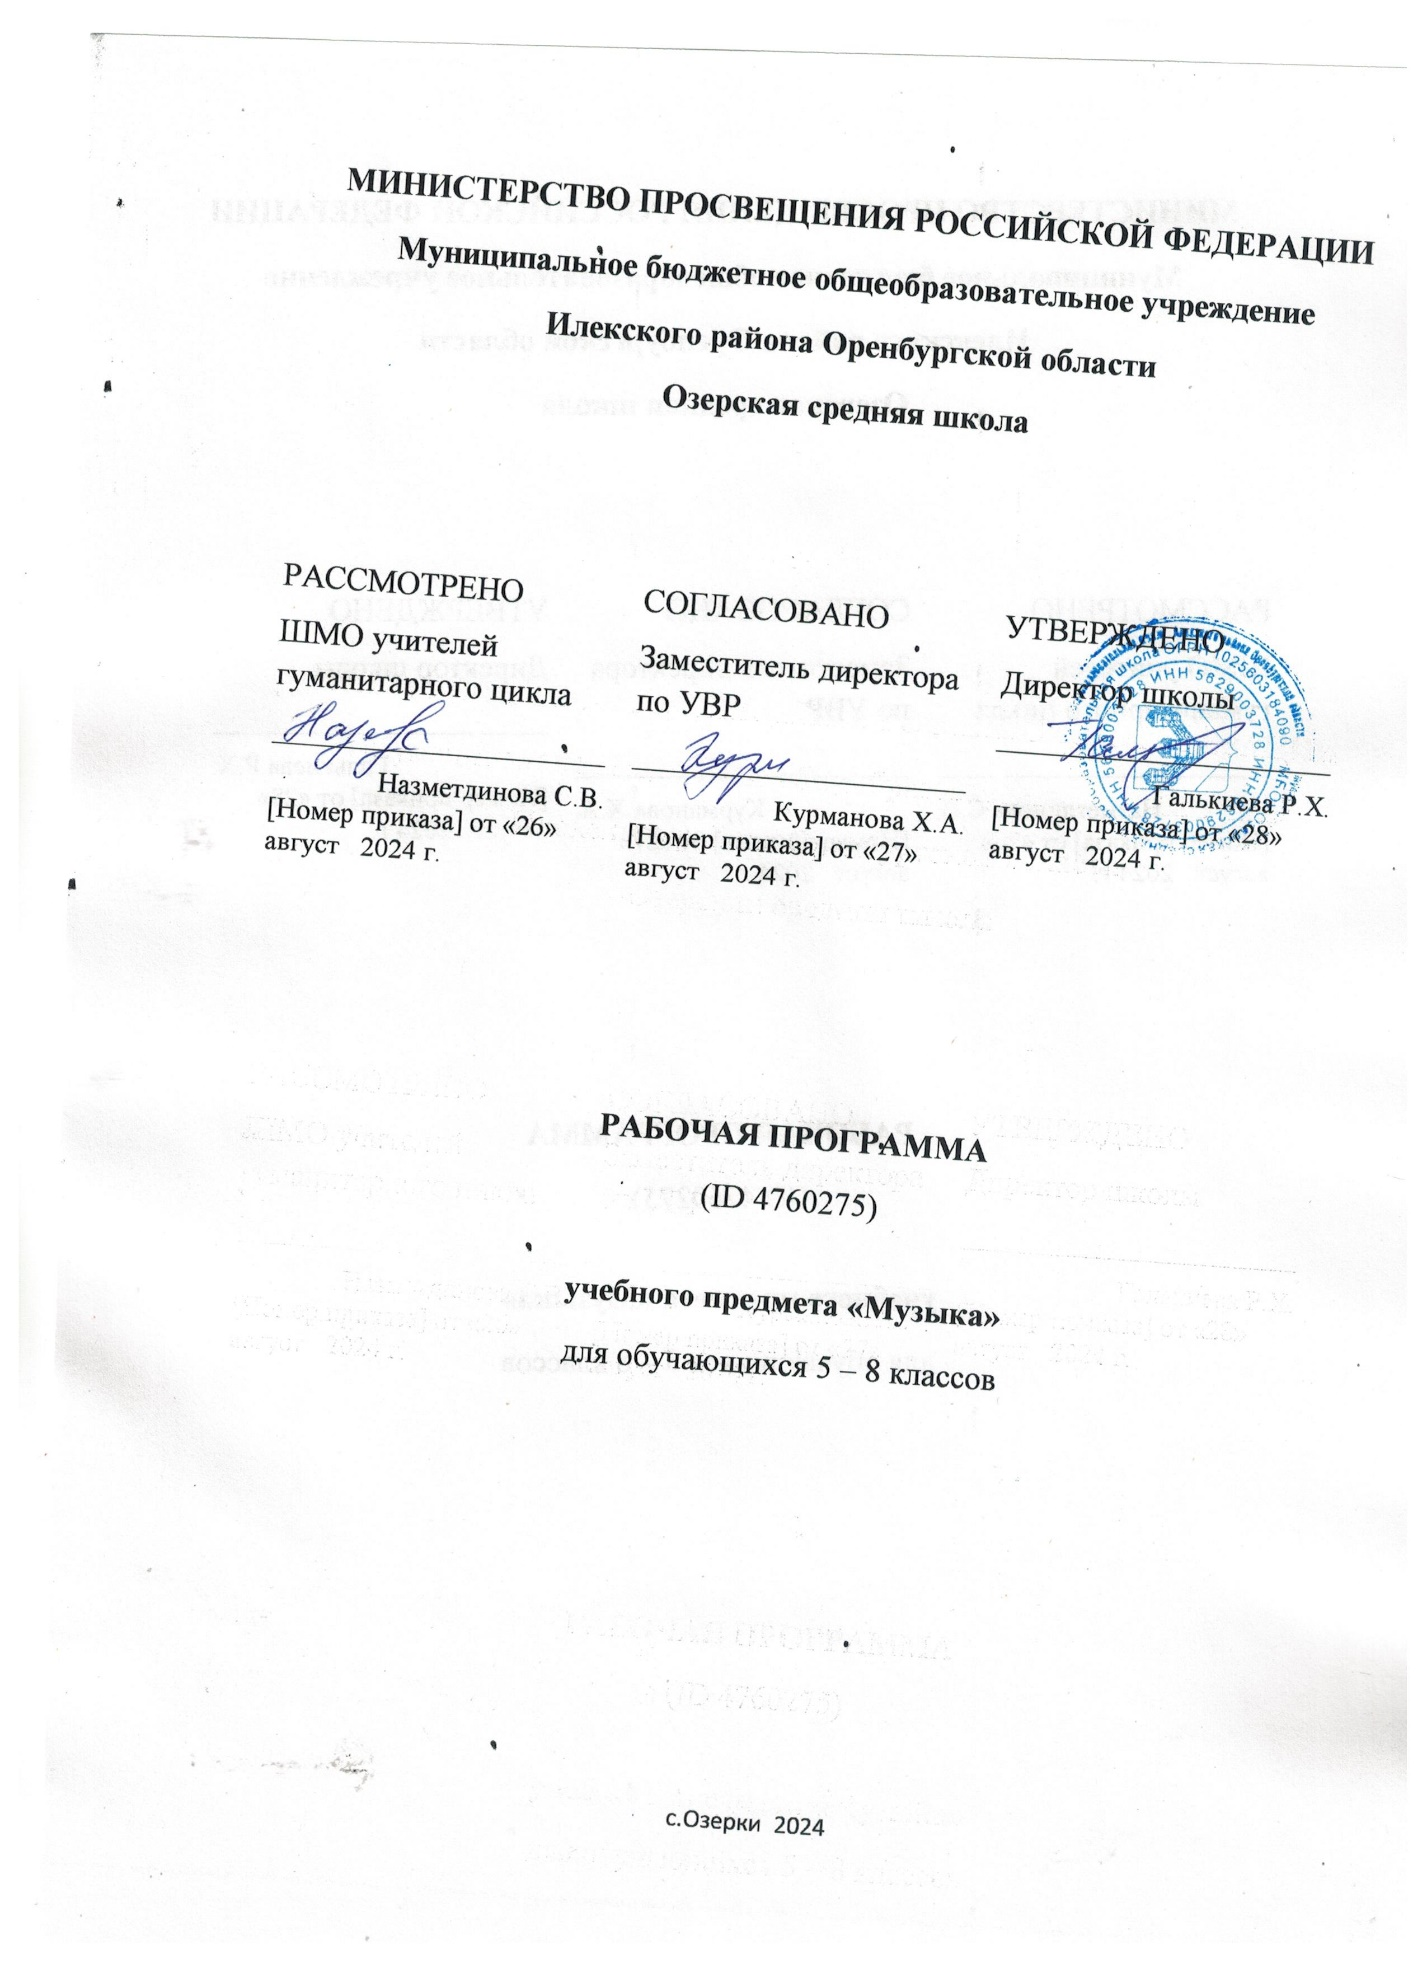 МИНИСТЕРСТВО ПРОСВЕЩЕНИЯ РОССИЙСКОЙ ФЕДЕРАЦИИ
Муниципальное бюджетное общеобразовательное учреждение
Илекского района Оренбургской области
Озерская средняя школа
РАССМОТРЕНО
ШМО учителей
гуманитарного цикла
Назметдинова С.В.
[Номер приказа] от «26»
август 2024 г.
СОГЛАСОВАНО
Заместитель директора
по УВР
Курманова Х.А.
[Номер приказа] от «27»
август 2024 г.
УТВЕРЖДЕНО
Директор школы
Галькиева Р.Х.
[Номер приказа] от «28»
август 2024 г.
ИНН 5629003728
РАБОЧАЯ ПРОГРАММА
(ID 4760275)
учебного предмета «Музыка»
для обучающихся 5 – 8 классов
с.Озерки 2024